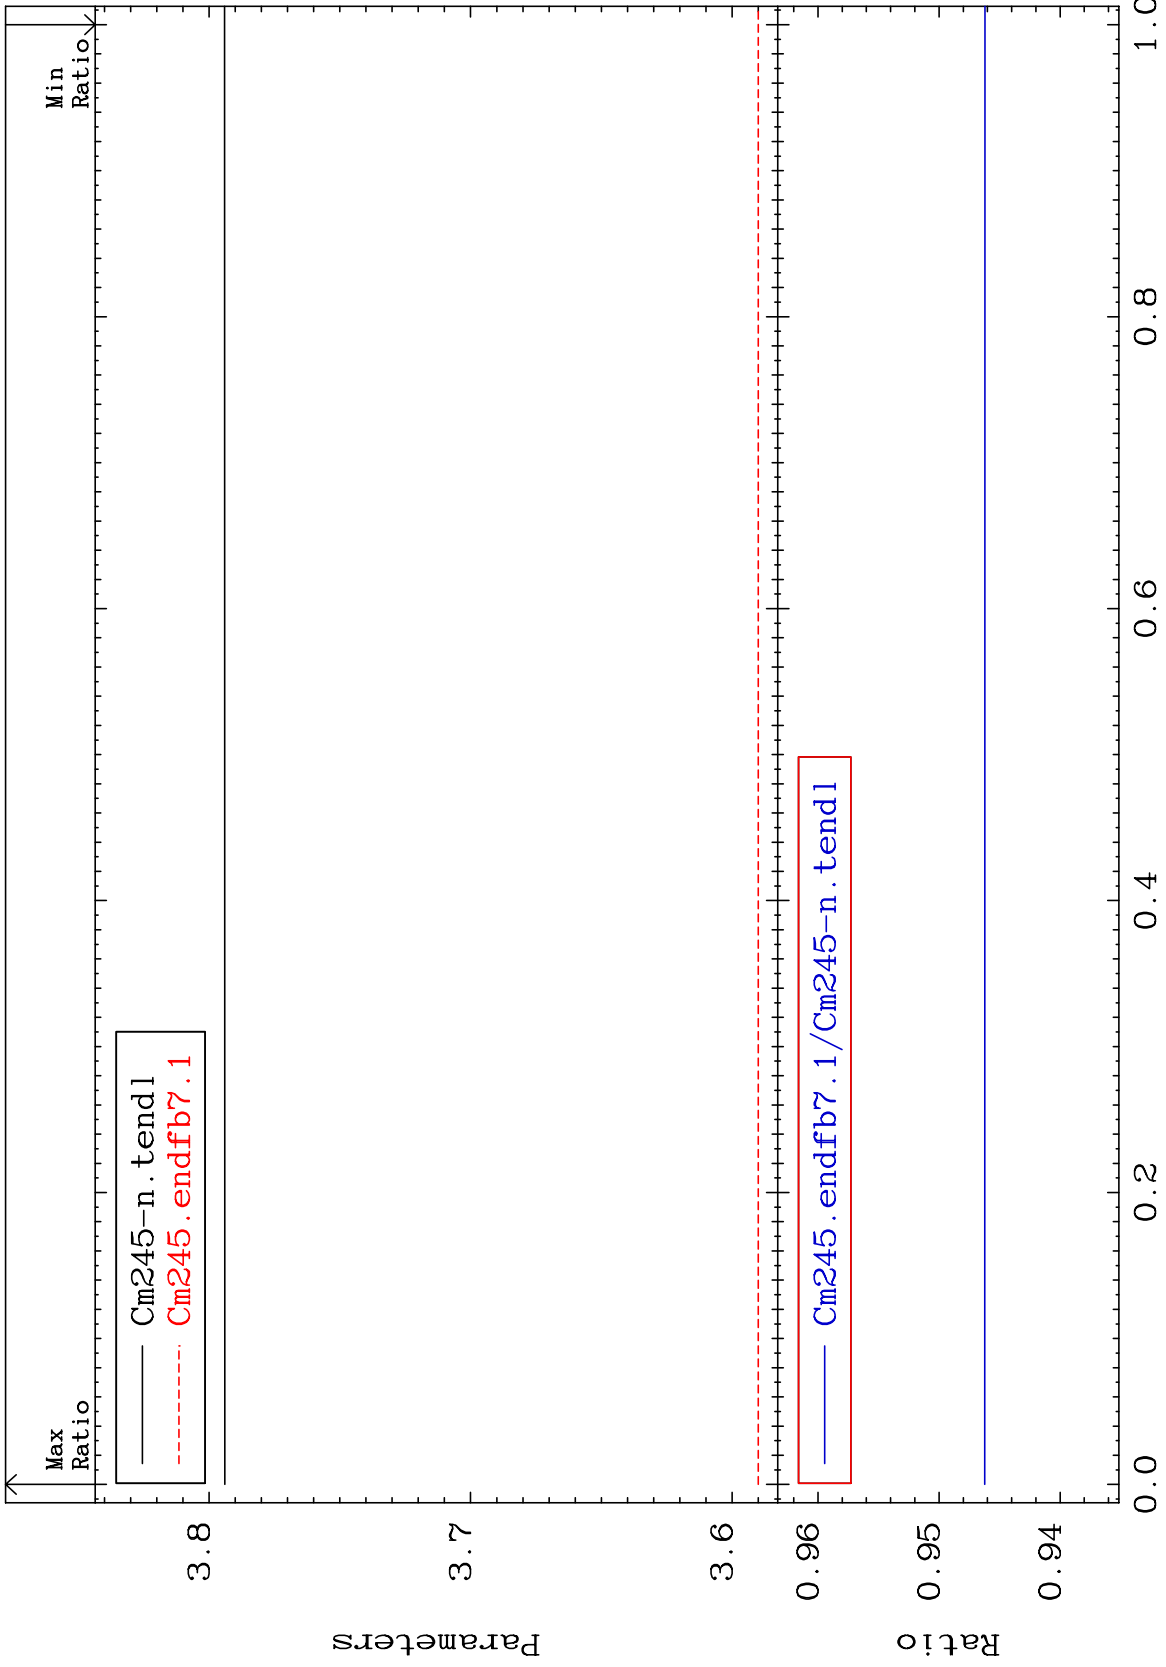 Max
Ratio
Min
Ratio
Cm245-n.tendl
Cm245.endfb7.1
3.8
3.7
3.6
Parameters
Cm245.endfb7.1/Cm245-n.tendl
0.96
0.95
0.94
Ratio
0.0
0.2
0.4
0.6
0.8
1.0